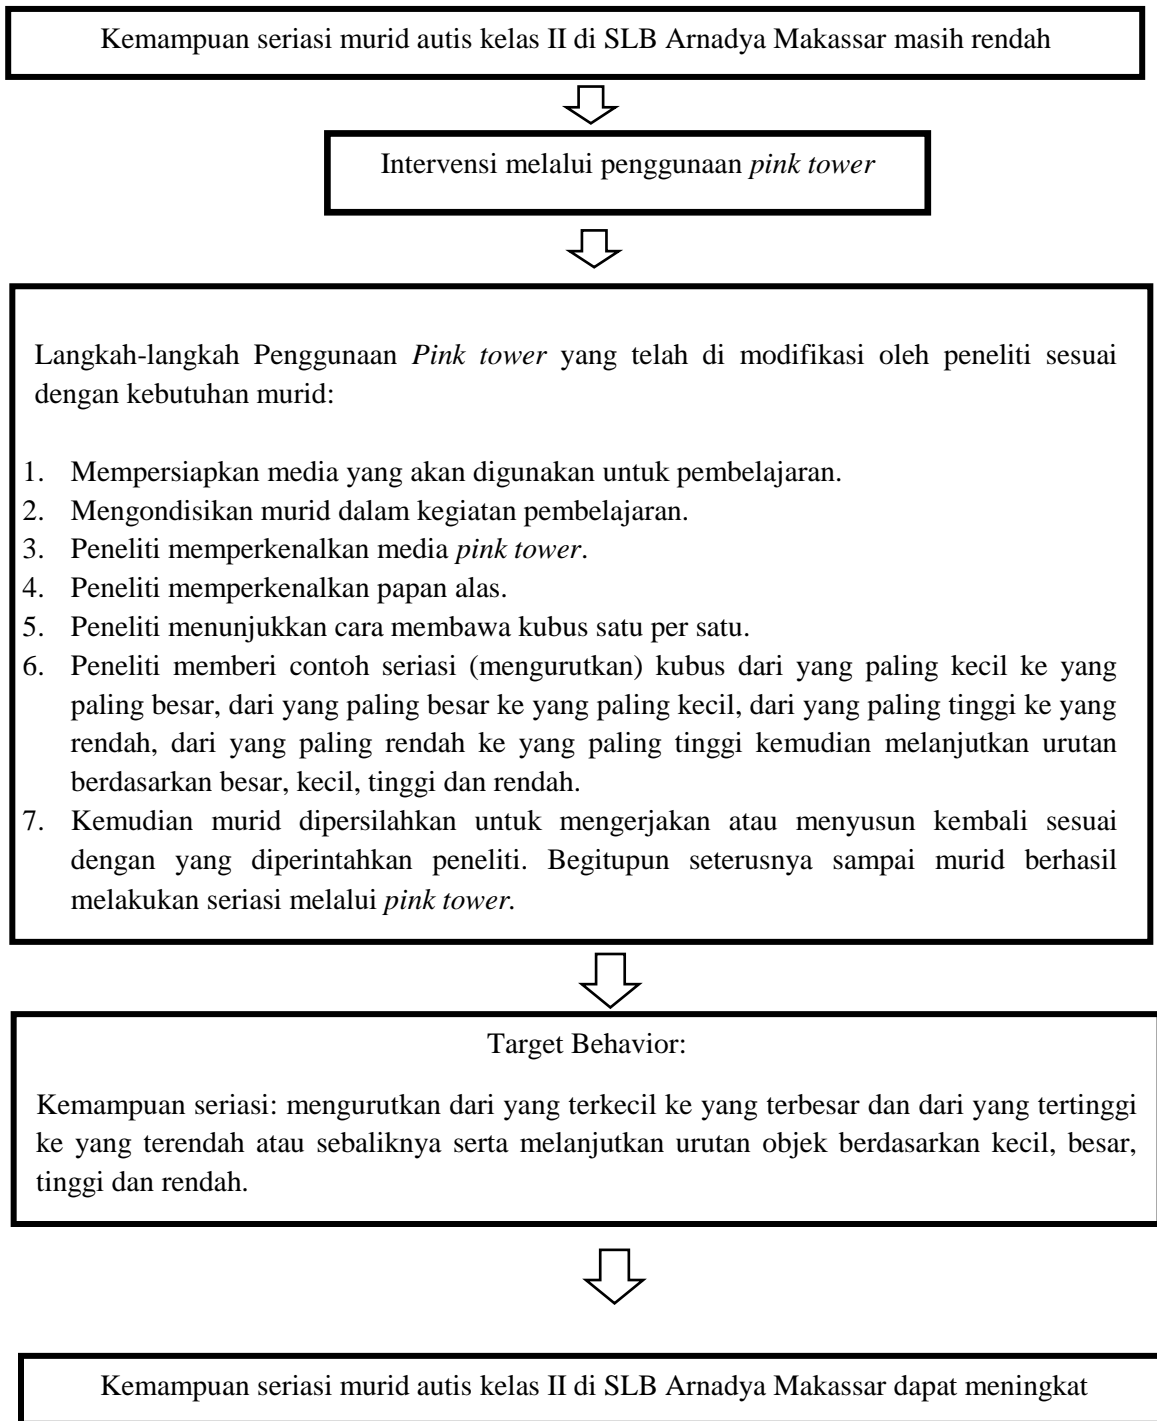 Kemampuan seriasi murid autis kelas II di SLB Arnadya Makassar masih rendah
Intervensi melalui penggunaan pink tower
Langkah-langkah Penggunaan Pink tower yang telah di modifikasi oleh peneliti sesuai
dengan kebutuhan murid:
1. Mempersiapkan media yang akan digunakan untuk pembelajaran.
2. Mengondisikan murid dalam kegiatan pembelajaran.
3. Peneliti memperkenalkan media pink tower.
4. Peneliti memperkenalkan papan alas.
5. Peneliti menunjukkan cara membawa kubus satu per satu.
6. Peneliti memberi contoh seriasi (mengurutkan) kubus dari yang paling kecil ke yang
paling besar, dari yang paling besar ke yang paling kecil, dari yang paling tinggi ke yang
rendah, dari yang paling rendah ke yang paling tinggi kemudian melanjutkan urutan
berdasarkan besar, kecil, tinggi dan rendah.
7. Kemudian murid dipersilahkan untuk mengerjakan atau menyusun kembali sesuai
dengan yang diperintahkan peneliti. Begitupun seterusnya sampai murid berhasil
melakukan seriasi melalui pink tower.
Target Behavior:
Kemampuan seriasi: mengurutkan dari yang terkecil ke yang terbesar dan dari yang tertinggi
ke yang terendah atau sebaliknya serta melanjutkan urutan objek berdasarkan kecil, besar,
tinggi dan rendah.
Kemampuan seriasi murid autis kelas II di SLB Arnadya Makassar dapat meningkat